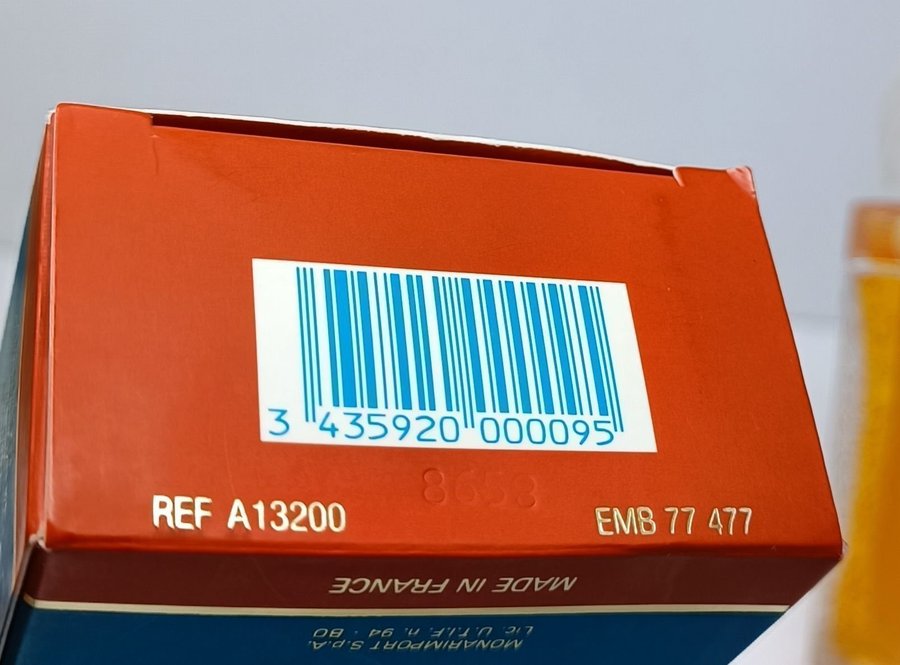 3 435920 000095
8658
REF A13200
EMB 77 477
MADE IN FRANCE
Lic. U.T.I.F. n. 94 - BO
MONARIMPORT S.p.A.